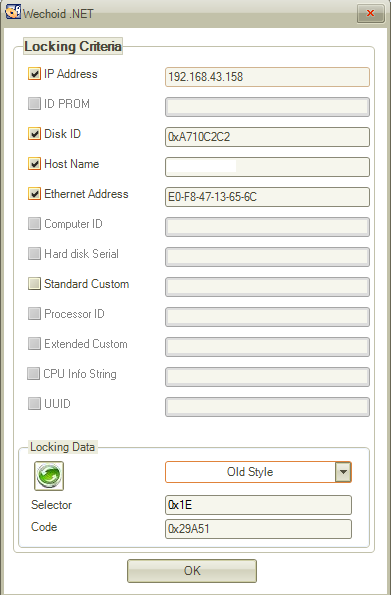 Wechoid .NET
Locking Criteria
IP Address 192.168.43.158
ID PROM
Disk ID 0xA710C2C2
Host Name
Ethernet Address E0-F8-47-13-65-6C
Computer ID
Hard disk Serial
Standard Custom
Processor ID
Extended Custom
CPU Info String
UUID
Locking Data
Old Style
Selector 0x1E
Code 0x29A51
OK